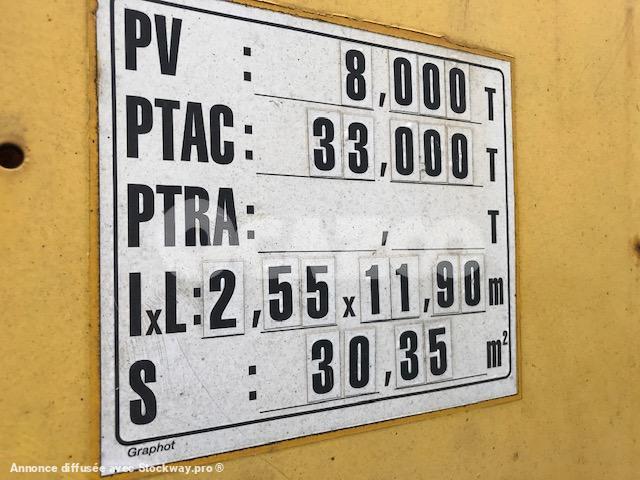 PV : 8,000 T
PTAC : 33,000 T
PTRA : , T
lxL : 2,55 x 11,90 m
S : 30,35 m²
Graphot
Annonce diffusée avec Stockway.pro ®